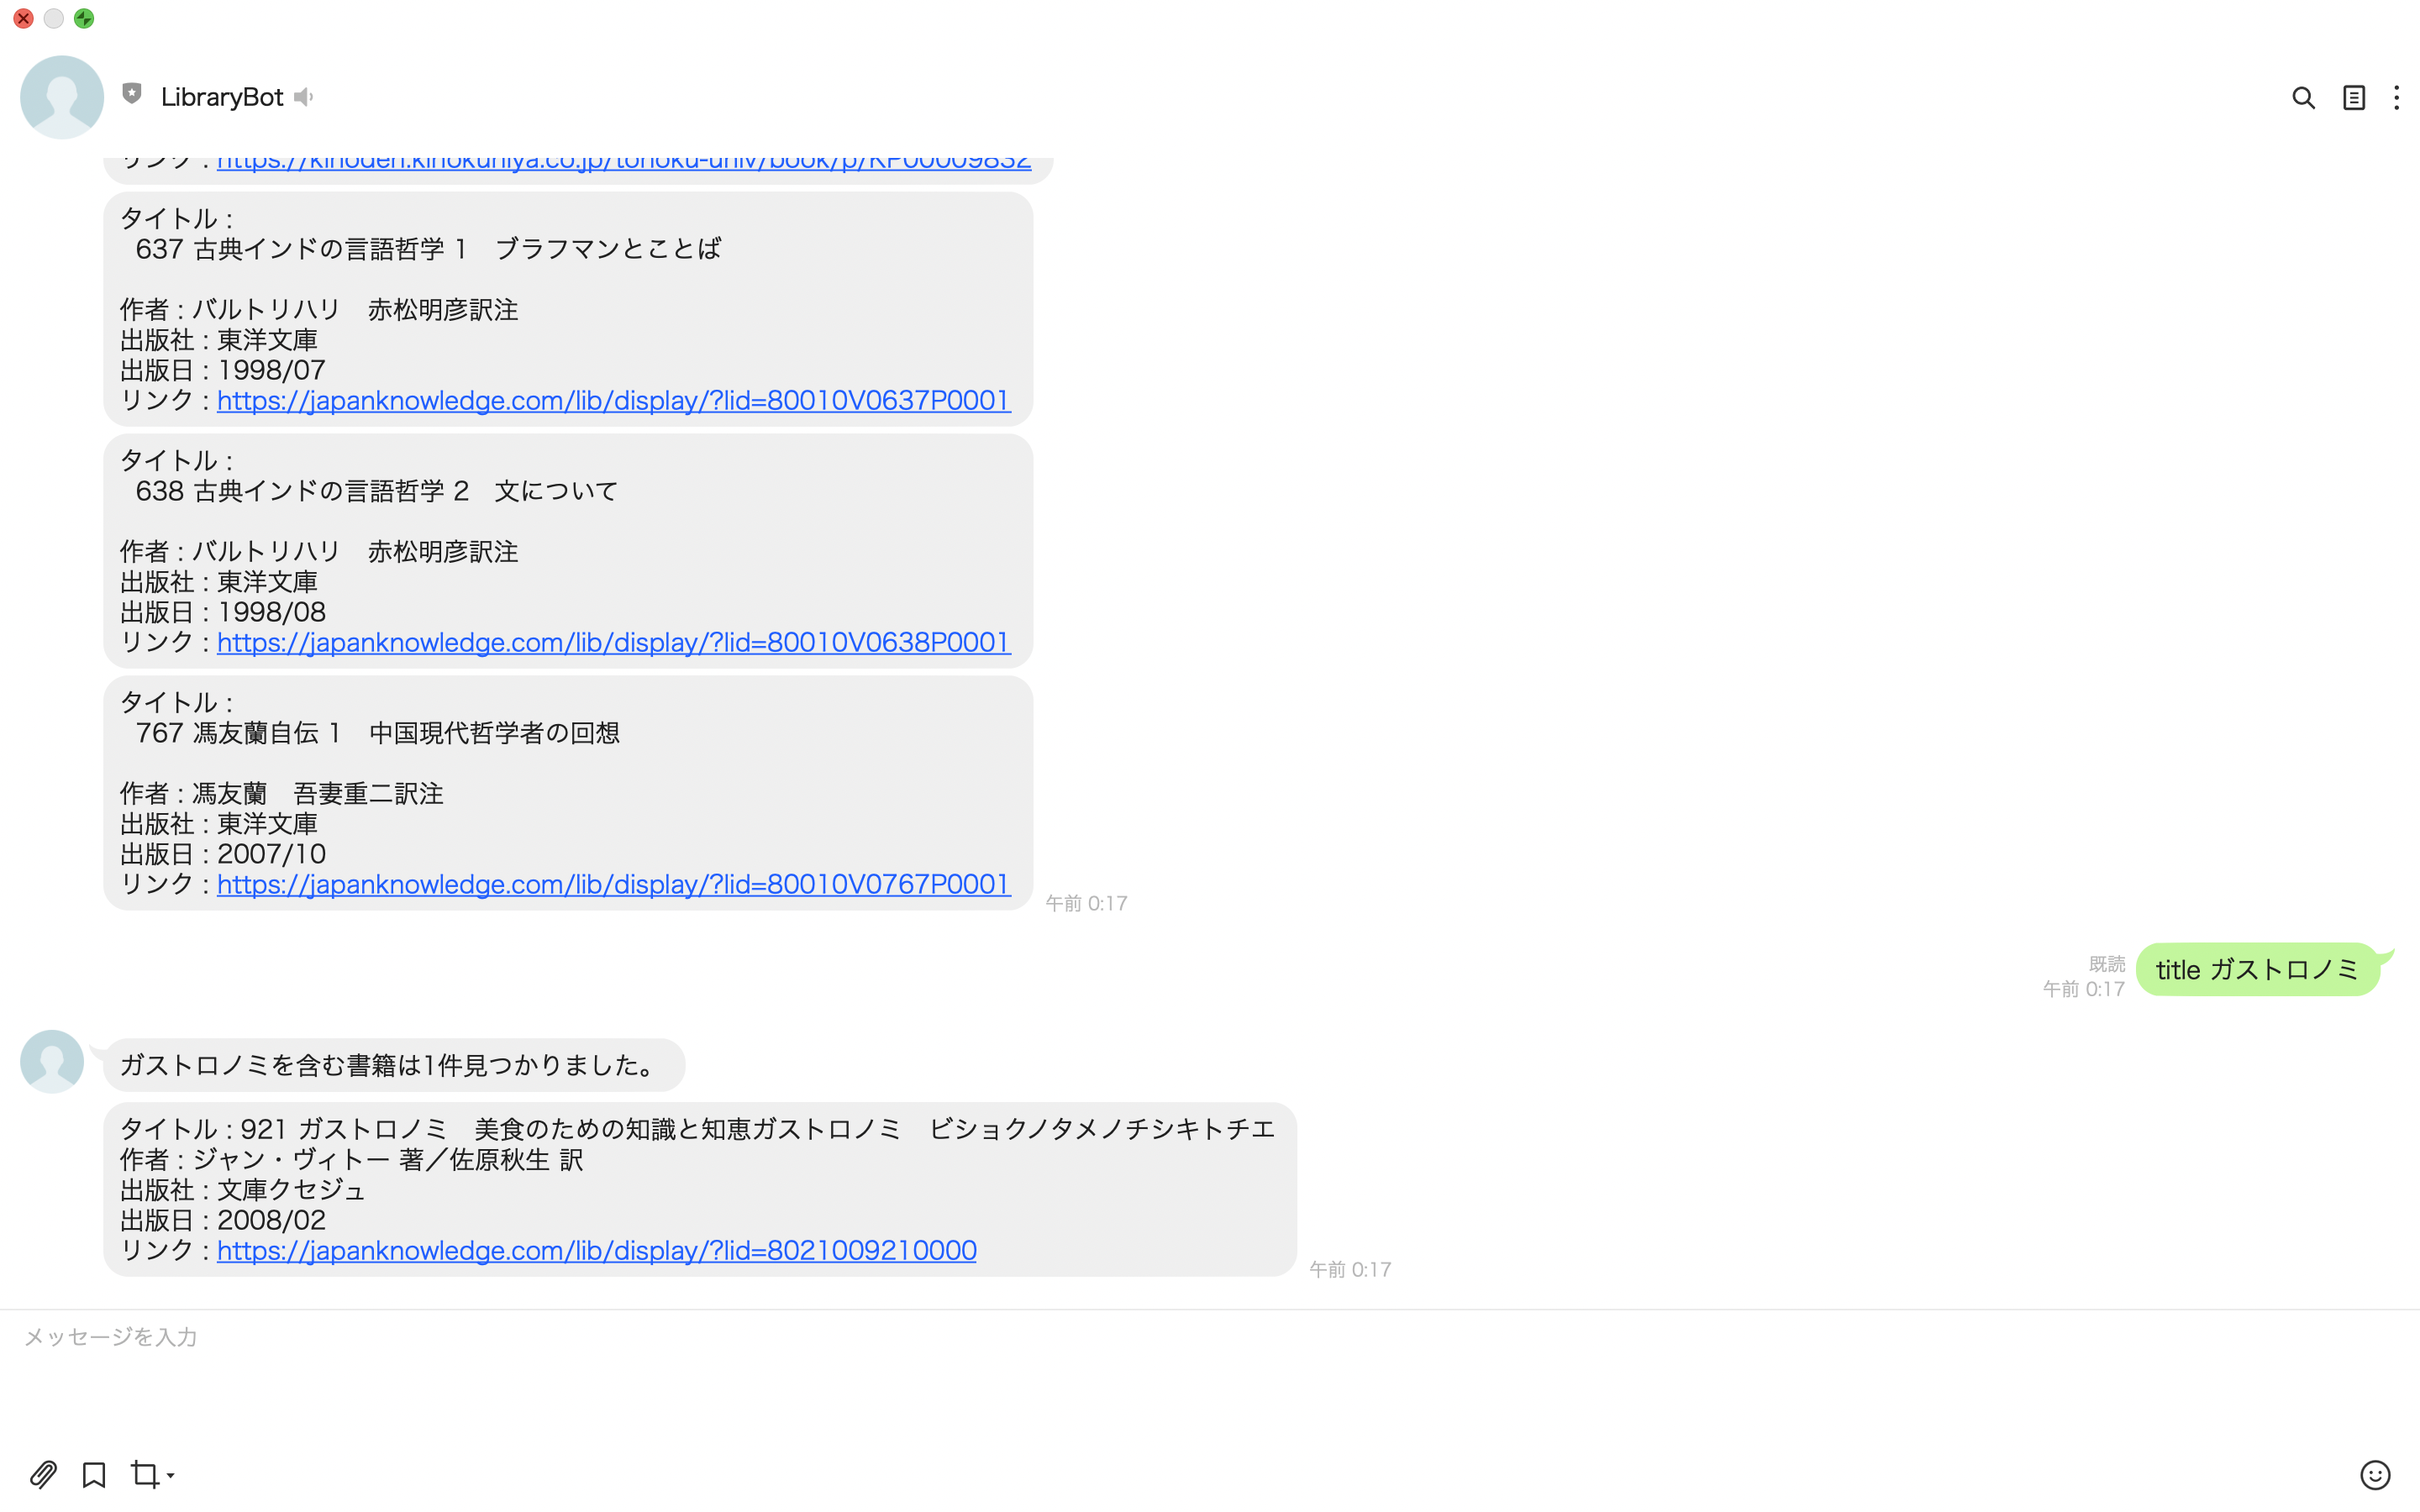 LibraryBot
リンク : https://kinoden.kinokuniya.co.jp/tohoku-univ/book/p/KP00009832
タイトル :
637 古典インドの言語哲学 1　ブラフマンとことば
作者 : バルトリハリ　赤松明彦訳注
出版社 : 東洋文庫
出版日 : 1998/07
リンク : https://japanknowledge.com/lib/display/?lid=80010V0637P0001
タイトル :
638 古典インドの言語哲学 2　文について
作者 : バルトリハリ　赤松明彦訳注
出版社 : 東洋文庫
出版日 : 1998/08
リンク : https://japanknowledge.com/lib/display/?lid=80010V0638P0001
タイトル :
767 馮友蘭自伝 1　中国現代哲学者の回想
作者 : 馮友蘭　吾妻重二訳注
出版社 : 東洋文庫
出版日 : 2007/10
リンク : https://japanknowledge.com/lib/display/?lid=80010V0767P0001
午前 0:17
既読
午前 0:17
title ガストロノミ
ガストロノミを含む書籍は1件見つかりました。
タイトル : 921 ガストロノミ　美食のための知識と知恵ガストロノミ　ビショクノタメノチシキトチエ
作者 : ジャン・ヴィトー 著／佐原秋生 訳
出版社 : 文庫クセジュ
出版日 : 2008/02
リンク : https://japanknowledge.com/lib/display/?lid=8021009210000
午前 0:17
メッセージを入力